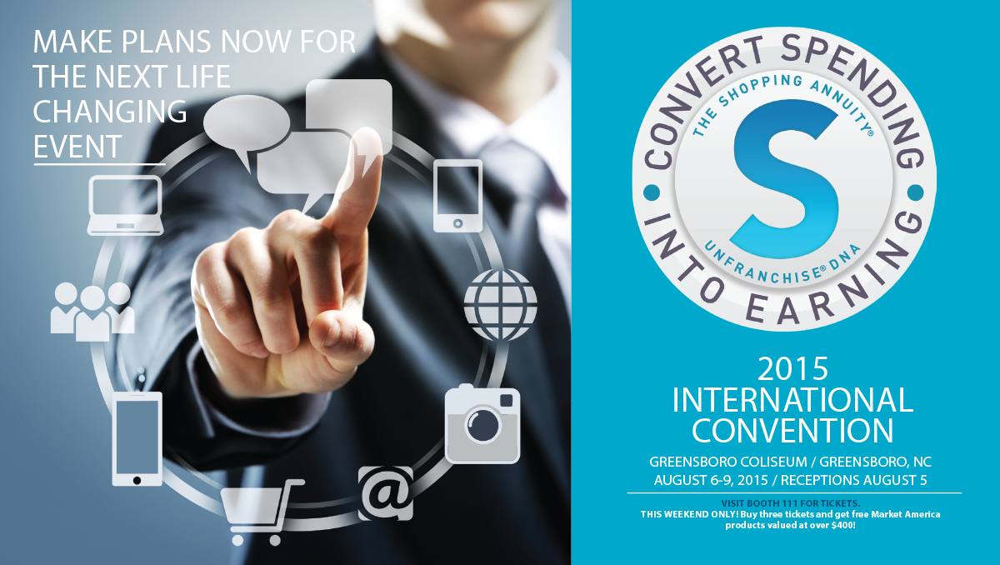 MAKE PLANS NOW FOR
THE NEXT LIFE
CHANGING
EVENT
@
CONVERT SPENDING
THE SHOPPING ANNUITY®
S
UNFRANCHISE® DNA
INTO EARNING
2015
INTERNATIONAL
CONVENTION
GREENSBORO COLISEUM / GREENSBORO, NC
AUGUST 6-9, 2015 / RECEPTIONS AUGUST 5
VISIT BOOTH 111 FOR TICKETS.
THIS WEEKEND ONLY! Buy three tickets and get free Market America
products valued at over $400!